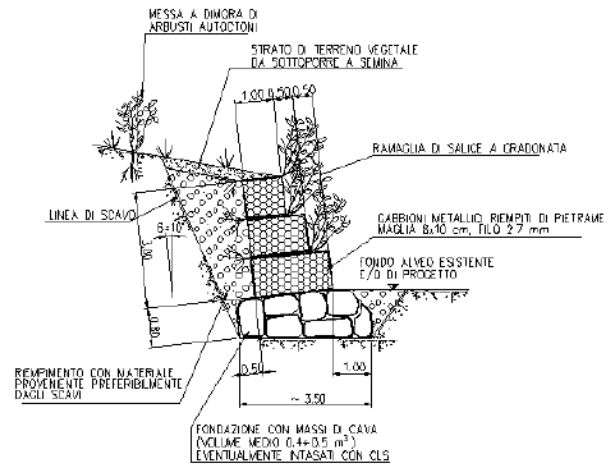 MESSA A DIMORA DI
ARBUSTI AUTOCTONI
STRATO DI TERRENO VEGETALE
DA SOTTOPORRE A SEMINA
1.00 0.50 0.50
RAMAGLIA DI SALICE A GRADONATA
LINEA DI SCAVO
6÷10°
3.00
GABBIONI METALLICI RIEMPITI DI PIETRAME
MAGLIA 8x10 cm, FILO 2.7 mm
FONDO ALVEO ESISTENTE
E/O DI PROGETTO
0.80
RIEMPIMENTO CON MATERIALE
PROVENIENTE PREFERIBILMENTE
DAGLI SCAVI
0.50
1.00
~ 3.50
FONDAZIONE CON MASSI DI CAVA
(VOLUME MEDIO 0.4÷0.5 m³)
EVENTUALMENTE INTASATI CON CLS